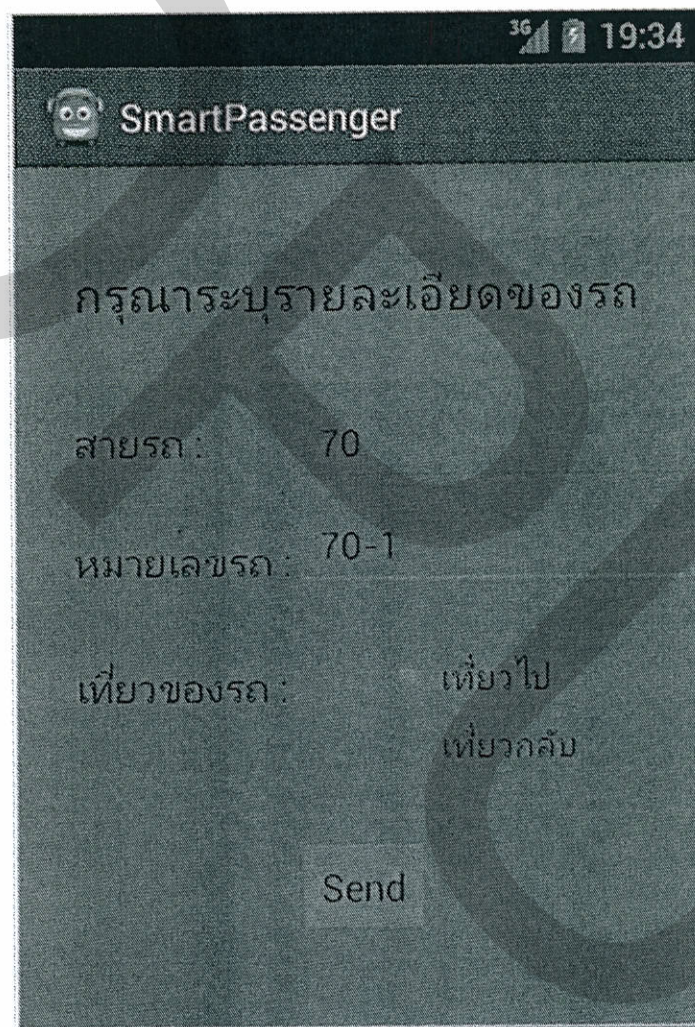 3G 19:34
SmartPassenger
กรุณาระบุรายละเอียดของรถ
สายรถ : 70
หมายเลขรถ : 70-1
เที่ยวของรถ : เที่ยวไป
เที่ยวกลับ
Send